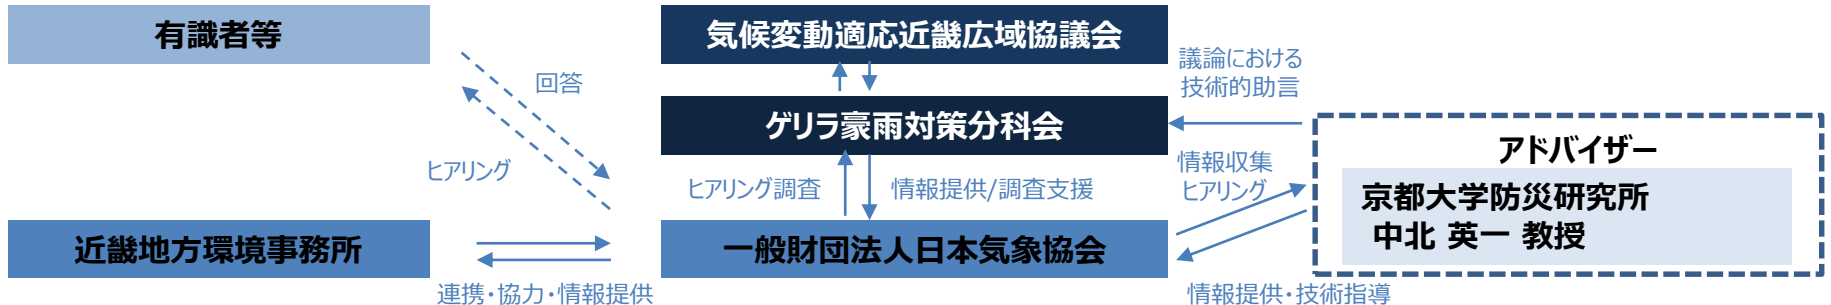 有識者等
気候変動適応近畿広域協議会
回答
議論における
技術的助言
ゲリラ豪雨対策分科会
アドバイザー
ヒアリング
ヒアリング調査
情報提供/調査支援
情報収集
ヒアリング
京都大学防災研究所
中北 英一 教授
近畿地方環境事務所
一般財団法人日本気象協会
連携・協力・情報提供
情報提供・技術指導